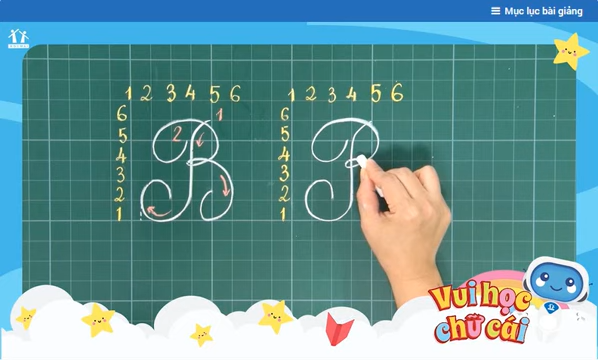 Mục lục bài giảng
1 2 3 4 5 6 1 2 3 4 5 6
6 1 6
5 2 5
4 B 4 B
3 3
2 2
1 1
Vui học
chữ cái